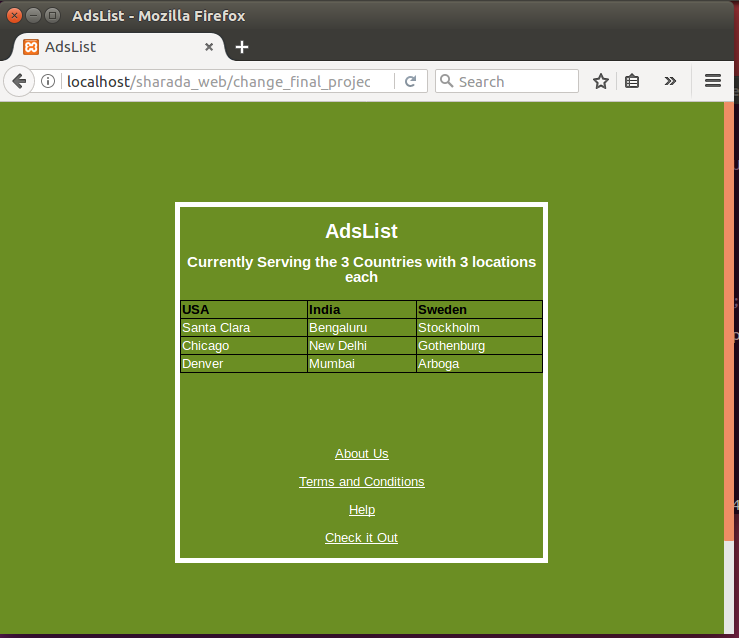 AdsList - Mozilla Firefox
AdsList
localhost/sharada_web/change_final_projec
Search
AdsList
Currently Serving the 3 Countries with 3 locations
each
USA India Sweden
Santa Clara Bengaluru Stockholm
Chicago New Delhi Gothenburg
Denver Mumbai Arboga
About Us
Terms and Conditions
Help
Check it Out